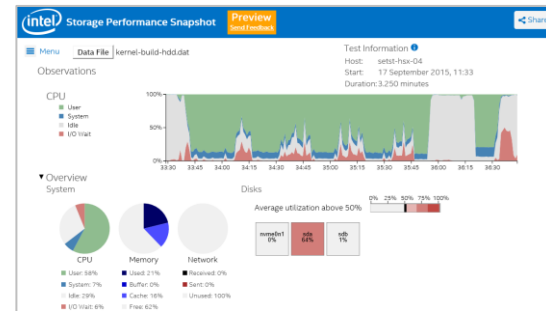 intel Storage Performance Snapshot
Preview
Send Feedback
Share
Menu
Data File kernel-build-hdd.dat
Test Information
Host: setst-hsx-04
Start: 17 September 2015, 11:33
Duration: 3.250 minutes
Observations
CPU
User
System
Idle
I/O Wait
100%
50%
0%
33:30 33:45 34:00 34:15 34:30 34:45 35:00 35:15 35:30 35:45 36:00 36:15 36:30
Overview
System
Disks
Average utilization above 50%
0% 25% 50% 75% 100%
mmcln1
0%
sda
64%
sdb
1%
CPU
Memory
Network
User: 58%
System: 7%
Idle: 29%
I/O Wait: 6%
Used: 21%
Buffer: 0%
Cache: 16%
Free: 62%
Received: 0%
Sent: 0%
Unused: 100%